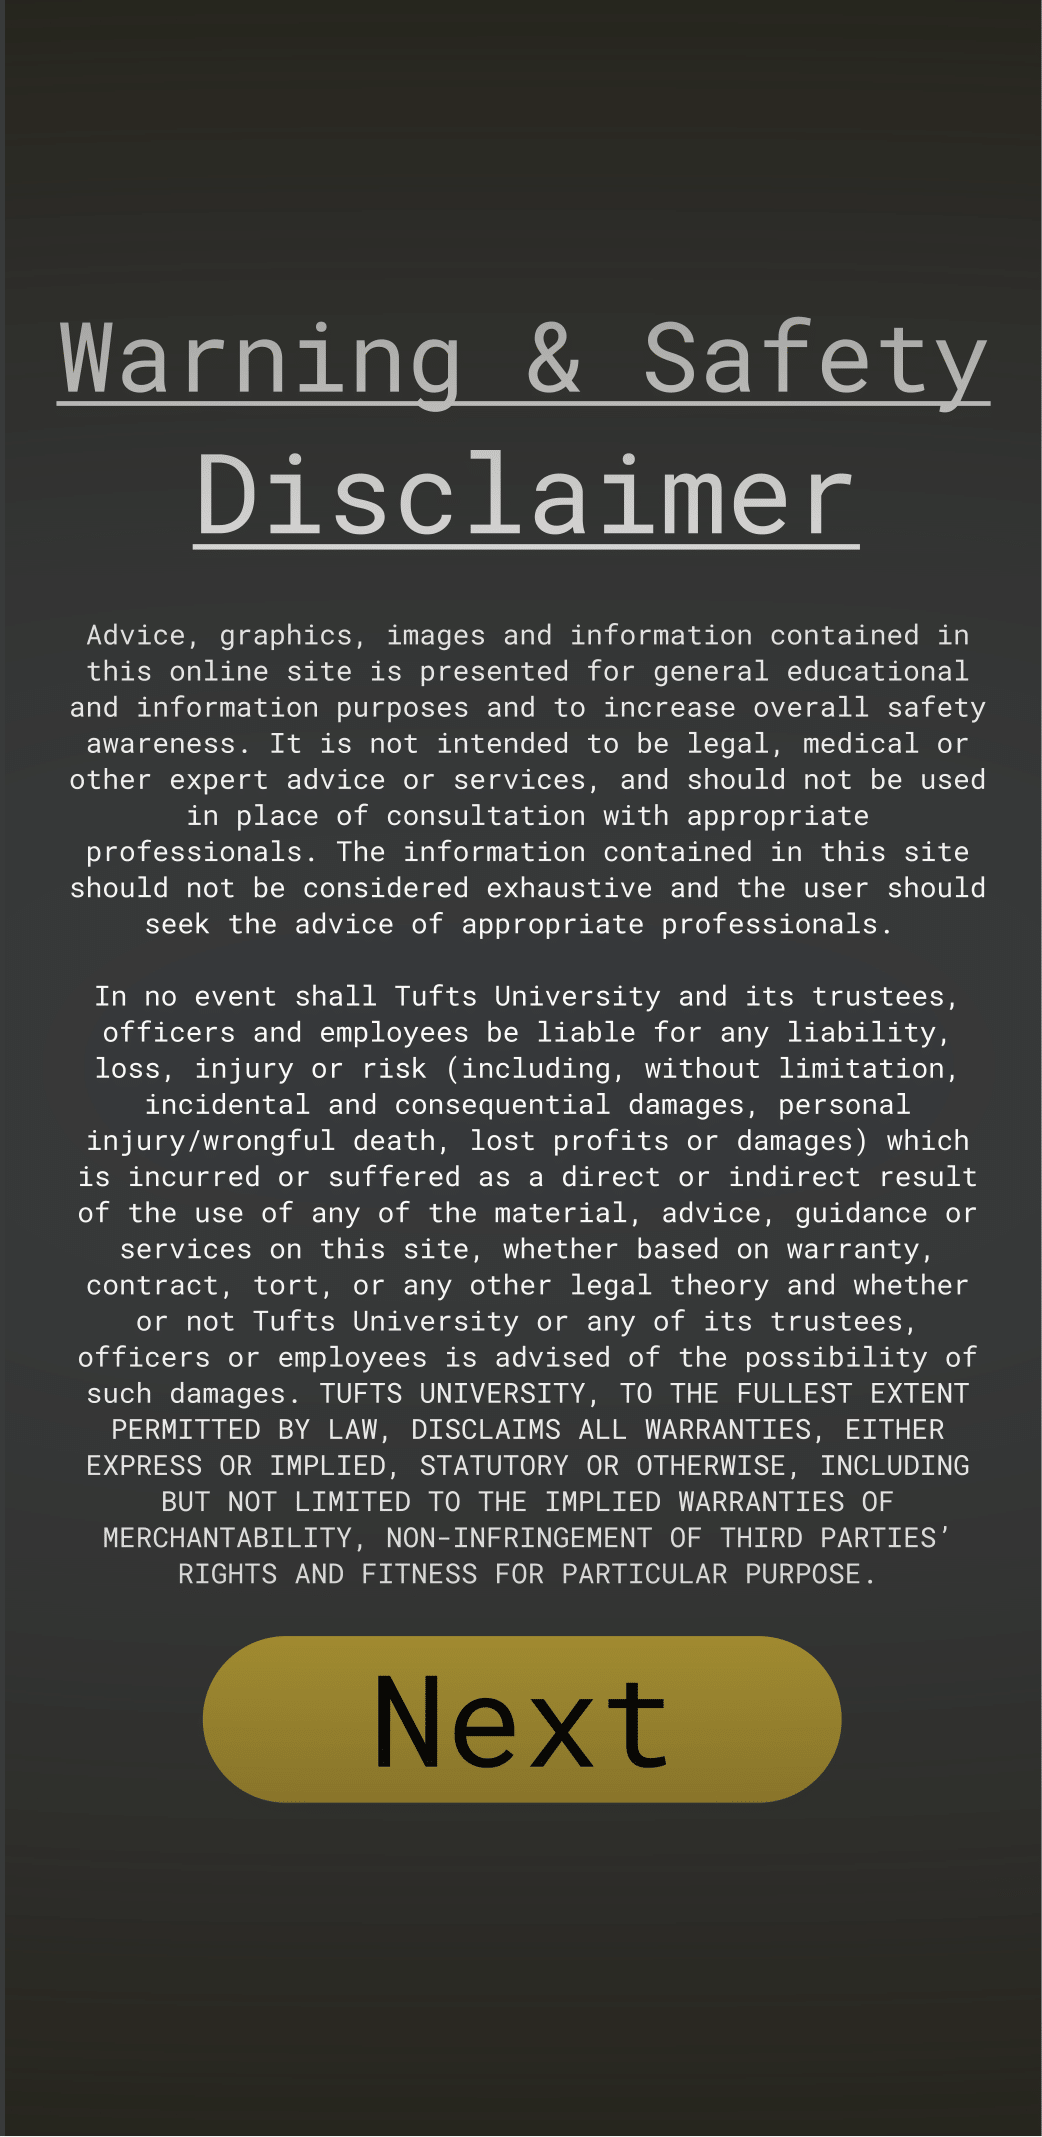 Warning & Safety
Disclaimer
Advice, graphics, images and information contained in
this online site is presented for general educational
and information purposes and to increase overall safety
awareness. It is not intended to be legal, medical or
other expert advice or services, and should not be used
in place of consultation with appropriate
professionals. The information contained in this site
should not be considered exhaustive and the user should
seek the advice of appropriate professionals.
In no event shall Tufts University and its trustees,
officers and employees be liable for any liability,
loss, injury or risk (including, without limitation,
incidental and consequential damages, personal
injury/wrongful death, lost profits or damages) which
is incurred or suffered as a direct or indirect result
of the use of any of the material, advice, guidance or
services on this site, whether based on warranty,
contract, tort, or any other legal theory and whether
or not Tufts University or any of its trustees,
officers or employees is advised of the possibility of
such damages. TUFTS UNIVERSITY, TO THE FULLEST EXTENT
PERMITTED BY LAW, DISCLAIMS ALL WARRANTIES, EITHER
EXPRESS OR IMPLIED, STATUTORY OR OTHERWISE, INCLUDING
BUT NOT LIMITED TO THE IMPLIED WARRANTIES OF
MERCHANTABILITY, NON-INFRINGEMENT OF THIRD PARTIES’
RIGHTS AND FITNESS FOR PARTICULAR PURPOSE.
Next